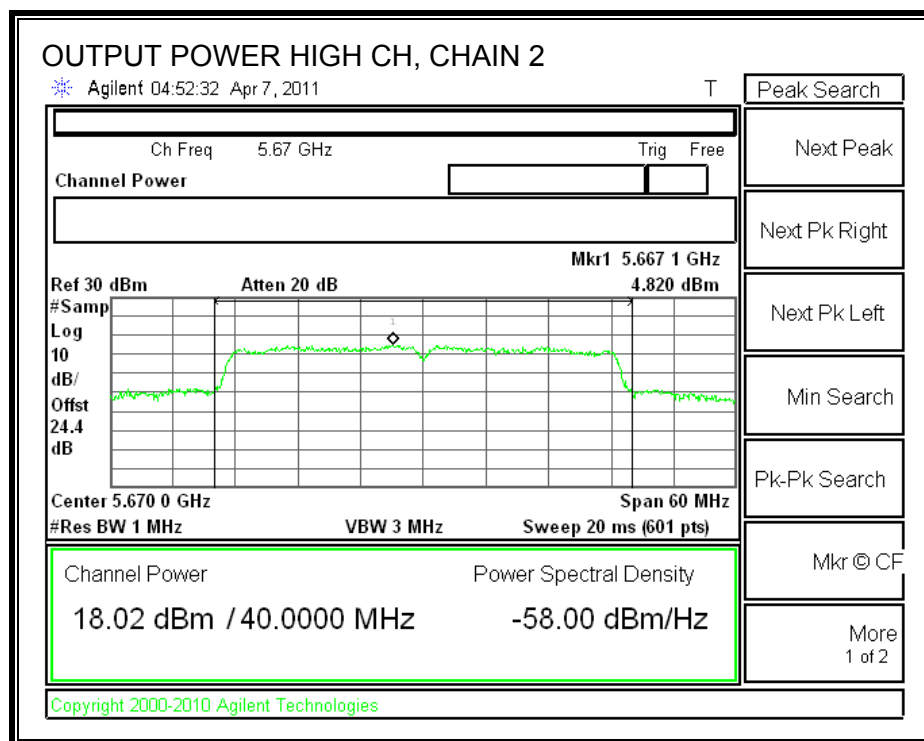 OUTPUT POWER HIGH CH, CHAIN 2
Agilent 04:52:32 Apr 7, 2011 T
Peak Search
Ch Freq 5.67 GHz Trig Free
Channel Power
Next Peak
Next Pk Right
Mkr1 5.667 1 GHz
Ref 30 dBm Atten 20 dB 4.820 dBm
#Samp
Log
10
dB/
Offst
24.4
dB
1
Next Pk Left
Min Search
Pk-Pk Search
Center 5.670 0 GHz Span 60 MHz
#Res BW 1 MHz VBW 3 MHz Sweep 20 ms (601 pts)
Mkr © CF
Channel Power Power Spectral Density
18.02 dBm / 40.0000 MHz -58.00 dBm/Hz
More
1 of 2
Copyright 2000-2010 Agilent Technologies